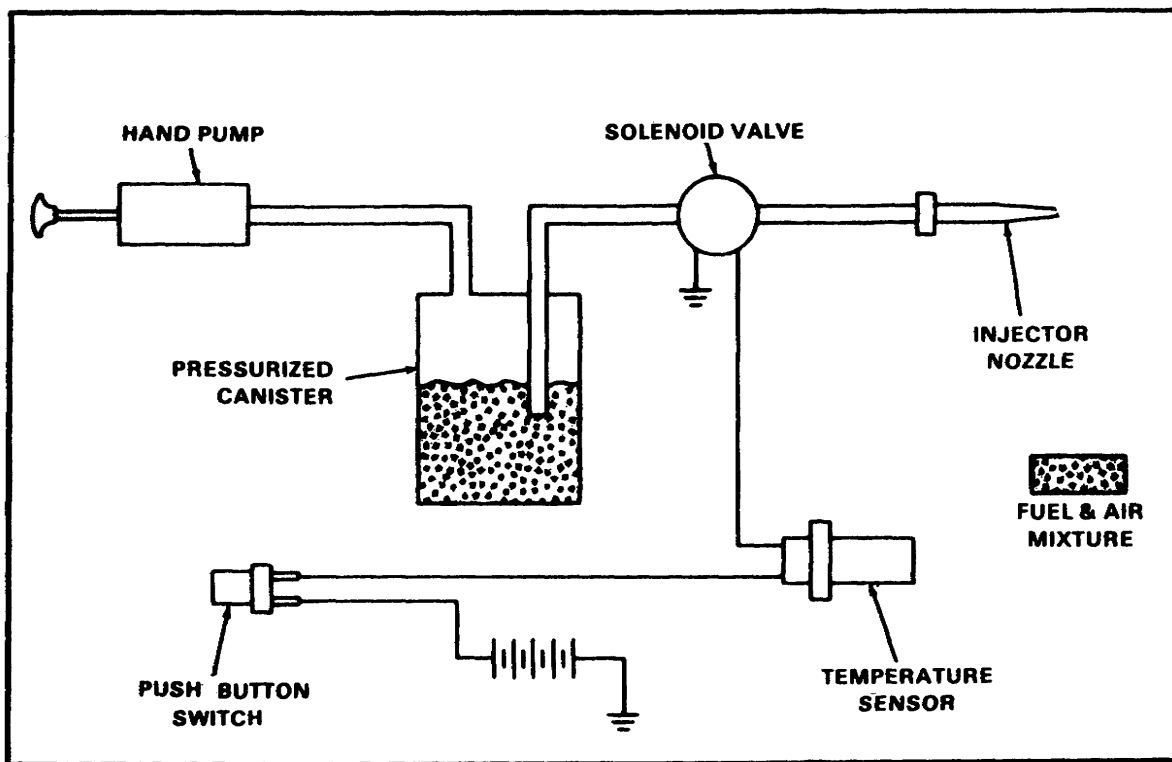 HAND PUMP
SOLENOID VALVE
INJECTOR
NOZZLE
PRESSURIZED
CANISTER
FUEL & AIR
MIXTURE
PUSH BUTTON
SWITCH
TEMPERATURE
SENSOR